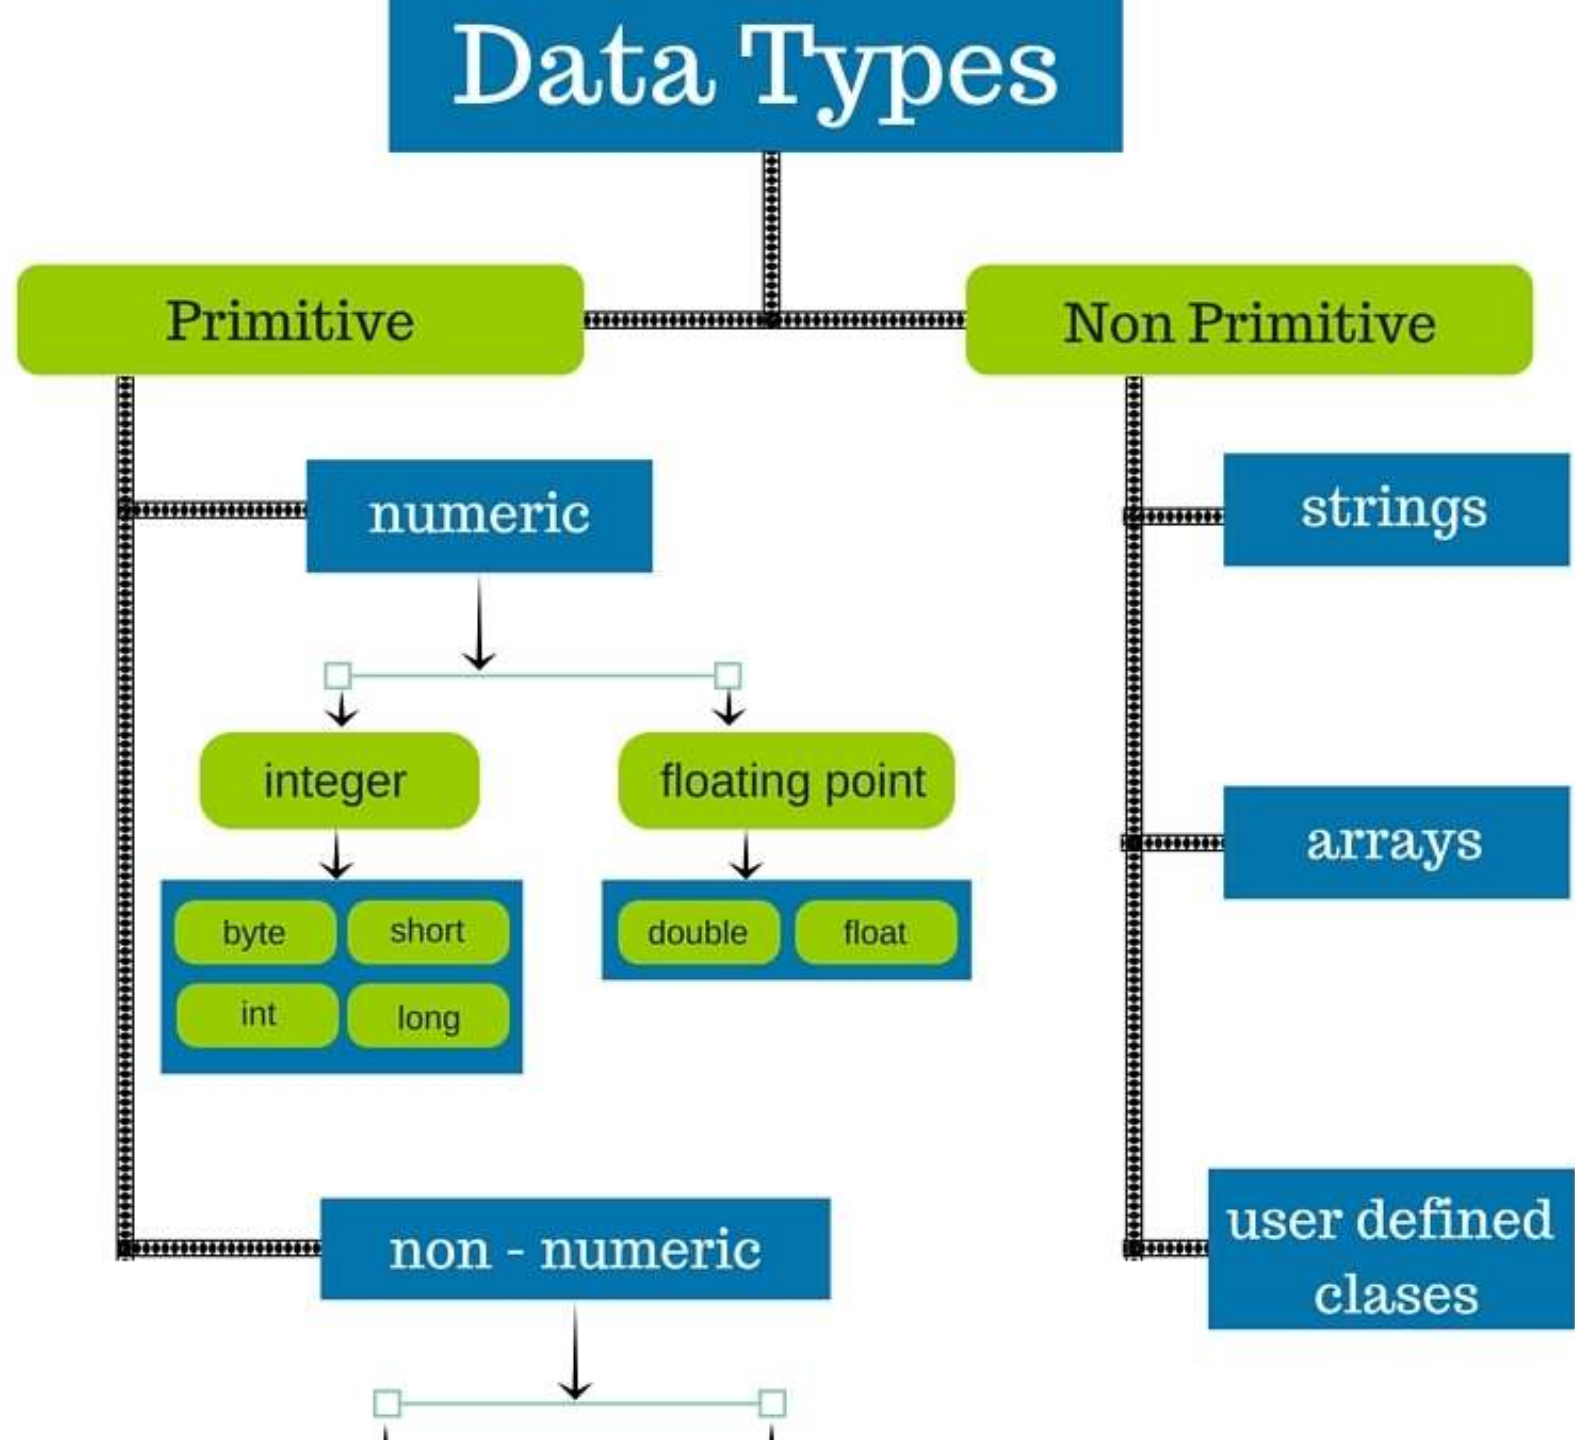 Data Types
Primitive
Non Primitive
numeric
strings
integer
floating point
arrays
byte
short
double
float
int
long
non - numeric
user defined
clases